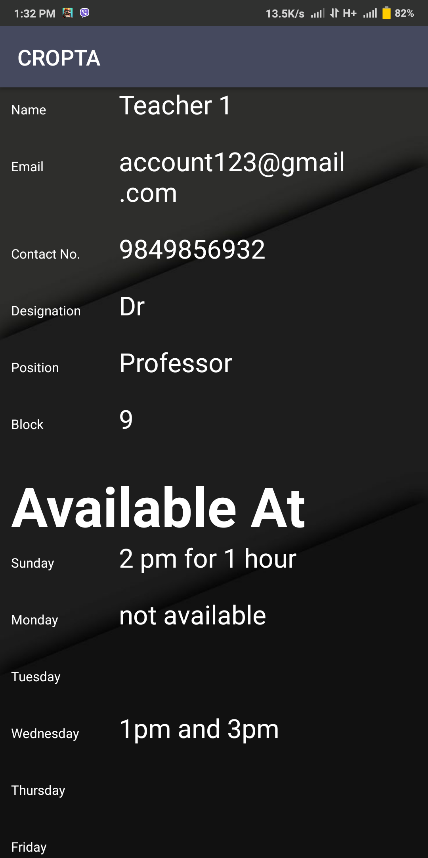 1:32 PM 13.5K/s H+ 82%
CROPTA
Name Teacher 1
Email account123@gmail
.com
Contact No. 9849856932
Designation Dr
Position Professor
Block 9
Available At
Sunday 2 pm for 1 hour
Monday not available
Tuesday
Wednesday 1pm and 3pm
Thursday
Friday